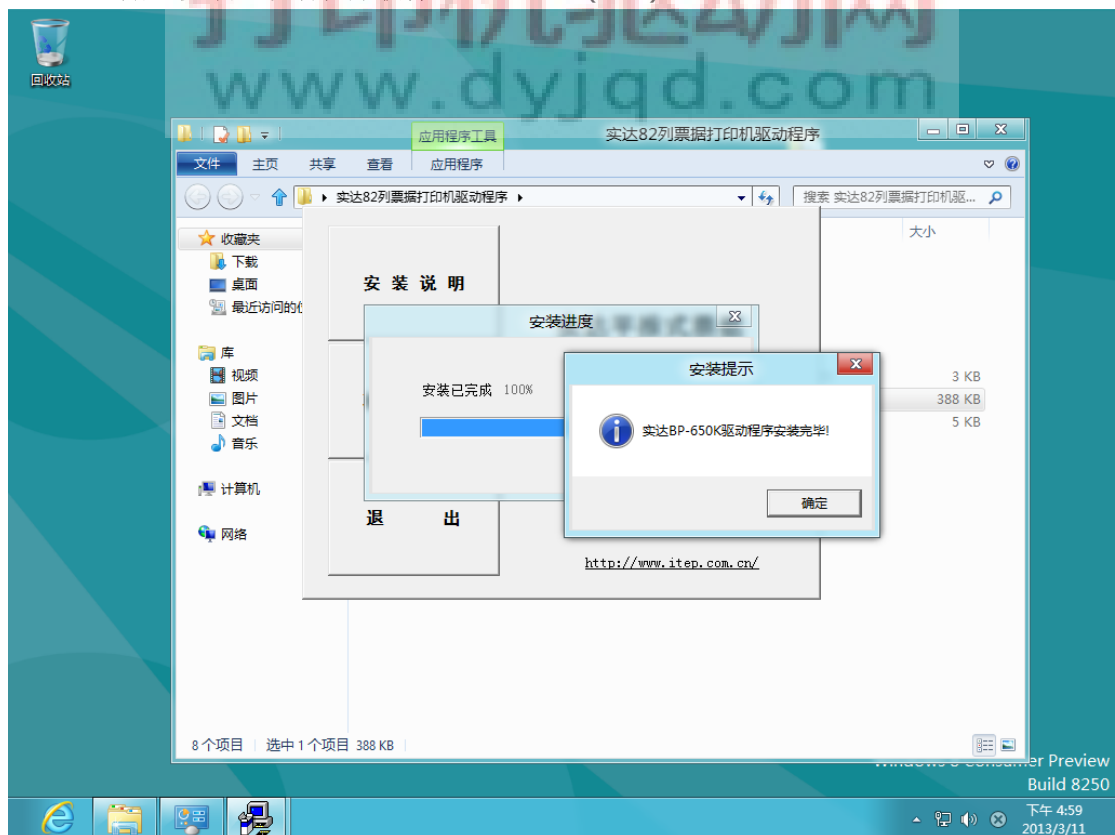 打印机驱动网
www.dyjqd.com
回收站
应用程序工具
实达82列票据打印机驱动程序
文件
主页
共享
查看
应用程序
实达82列票据打印机驱动程序
搜索 实达82列票据打印机驱...
收藏夹
下载
桌面
最近访问的位
库
视频
图片
文档
音乐
计算机
网络
大小
3 KB
388 KB
5 KB
安 装 说 明
退 出
http://www.itep.com.cn/
安装进度
安装已完成 100%
安装提示
实达BP-650K驱动程序安装完毕!
确定
8 个项目
选中 1 个项目 388 KB
Windows 8 Consumer Preview
Build 8250
下午 4:59
2013/3/11